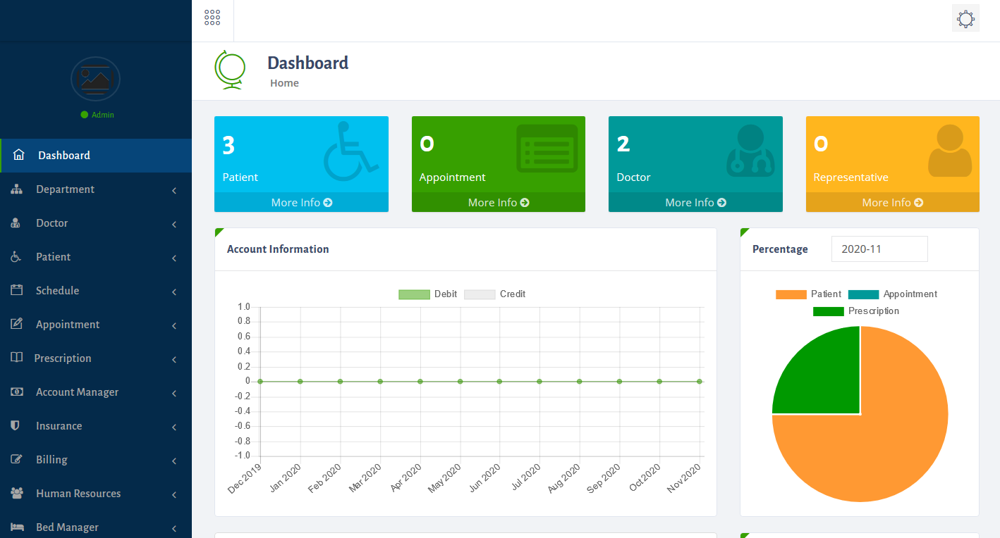 Admin
Dashboard
Department
Doctor
Patient
Schedule
Appointment
Prescription
Account Manager
Insurance
Billing
Human Resources
Bed Manager
Dashboard
Home
3
Patient
More Info
0
Appointment
More Info
2
Doctor
More Info
0
Representative
More Info
Account Information
Debit Credit
1.0
0.8
0.6
0.4
0.2
0
-0.2
-0.4
-0.6
-0.8
-1.0
Dec 2019 Jan 2020 Feb 2020 Mar 2020 Apr 2020 May 2020 Jun 2020 Jul 2020 Aug 2020 Sep 2020 Oct 2020 Nov 2020
Percentage 2020-11
Patient Appointment
Prescription